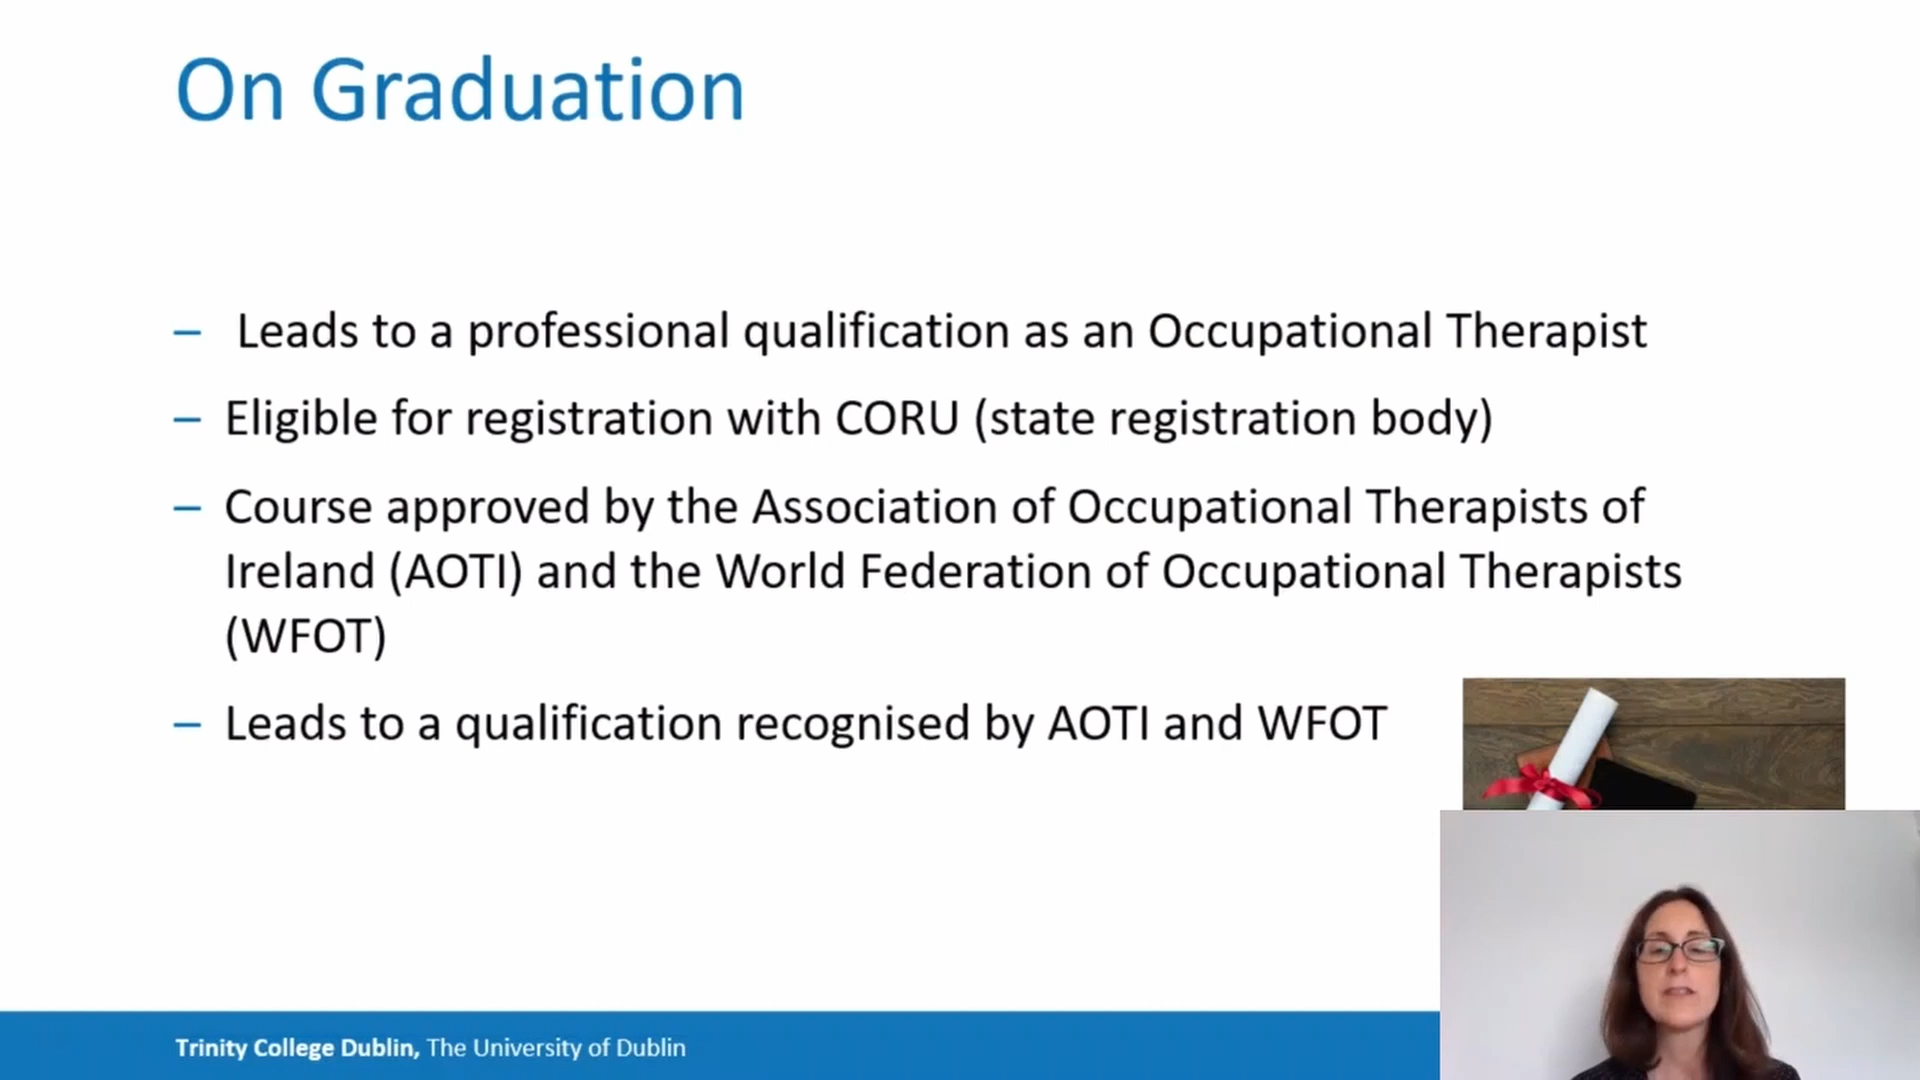 On Graduation
– Leads to a professional qualification as an Occupational Therapist
– Eligible for registration with CORU (state registration body)
– Course approved by the Association of Occupational Therapists of
Ireland (AOTI) and the World Federation of Occupational Therapists
(WFOT)
– Leads to a qualification recognised by AOTI and WFOT
Trinity College Dublin, The University of Dublin